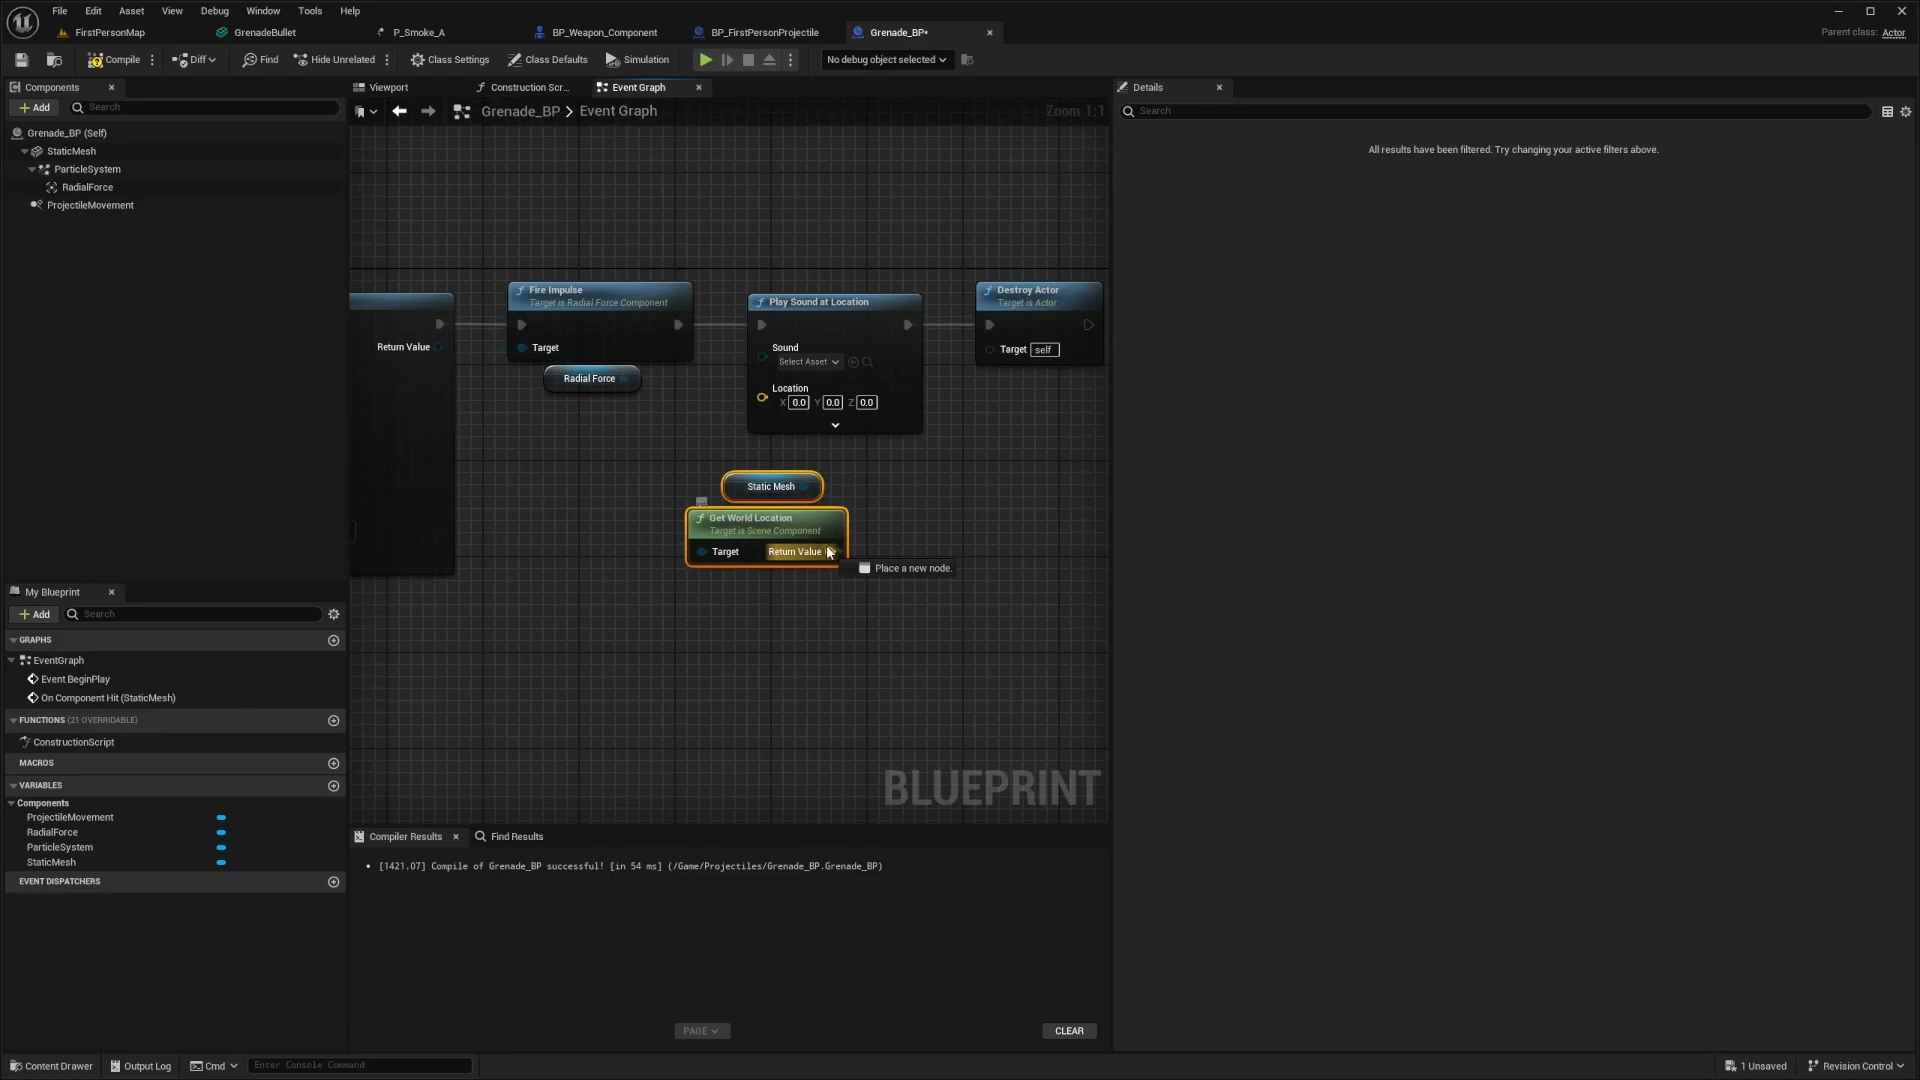 File Edit Asset View Debug Window Tools Help
FirstPersonMap GrenadeBullet P_Smoke_A BP_Weapon_Component BP_FirstPersonProjectile Grenade_BP*
Parent class: Actor
Compile Diff Find Hide Unrelated Class Settings Class Defaults Simulation No debug object selected
Components
Add Search
Grenade_BP (Self)
StaticMesh
ParticleSystem
RadialForce
ProjectileMovement
Viewport Construction Scr... Event Graph
Grenade_BP > Event Graph Zoom 1:1
Return Value
Fire Impulse
Target is Radial Force Component
Target
Radial Force
Play Sound at Location
Sound
Select Asset
Location
X 0.0 Y 0.0 Z 0.0
Destroy Actor
Target is Actor
Target self
Static Mesh
Get World Location
Target is Scene Component
Target Return Value
Place a new node.
BLUEPRINT
Details
Search
All results have been filtered. Try changing your active filters above.
My Blueprint
Add Search
GRAPHS
EventGraph
Event BeginPlay
On Component Hit (StaticMesh)
FUNCTIONS (21 OVERRIDABLE)
ConstructionScript
MACROS
VARIABLES
Components
ProjectileMovement
RadialForce
ParticleSystem
StaticMesh
EVENT DISPATCHERS
Compiler Results Find Results
[1421.07] Compile of Grenade_BP successful! [in 54 ms] (/Game/Projectiles/Grenade_BP.Grenade_BP)
PAGE CLEAR
Content Drawer Output Log Cmd Enter Console Command 1 Unsaved Revision Control